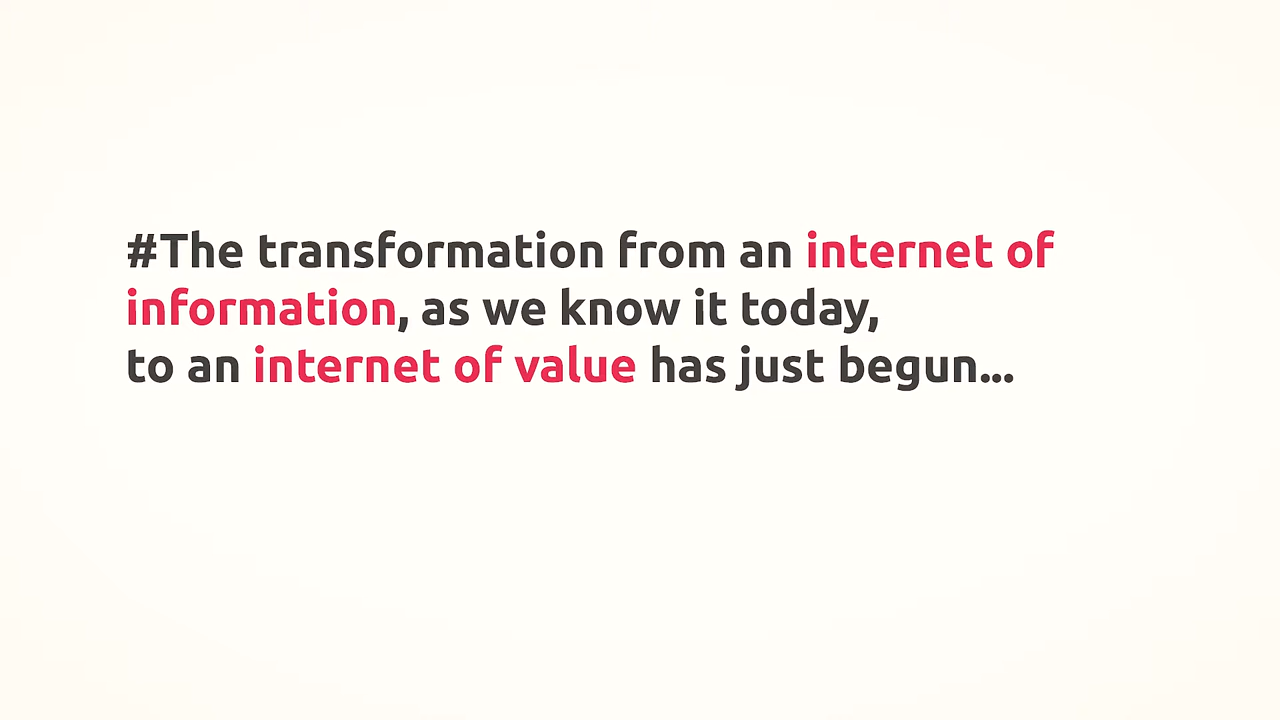 #The transformation from an internet of
information, as we know it today,
to an internet of value has just begun...